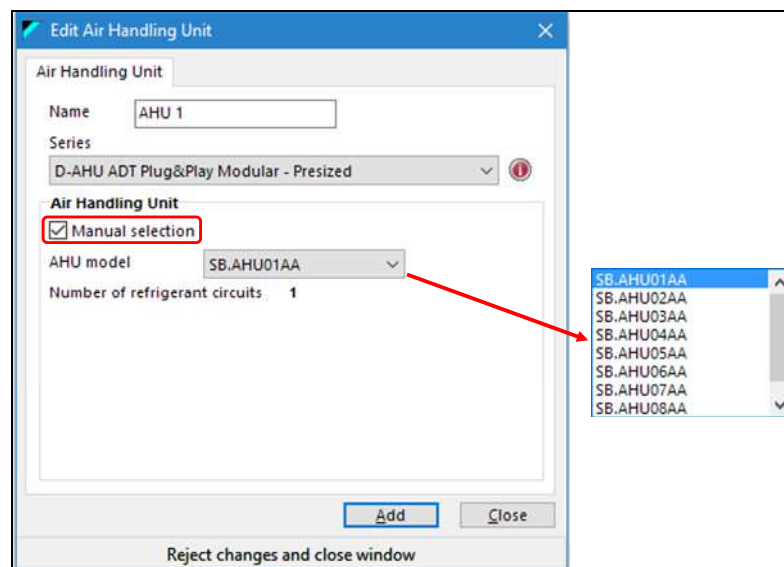 Edit Air Handling Unit
Air Handling Unit
Name AHU 1
Series
D-AHU ADT Plug&Play Modular - Presized
Air Handling Unit
Manual selection
AHU model SB.AHU01AA
Number of refrigerant circuits 1
SB.AHU01AA
SB.AHU02AA
SB.AHU03AA
SB.AHU04AA
SB.AHU05AA
SB.AHU06AA
SB.AHU07AA
SB.AHU08AA
Add Close
Reject changes and close window